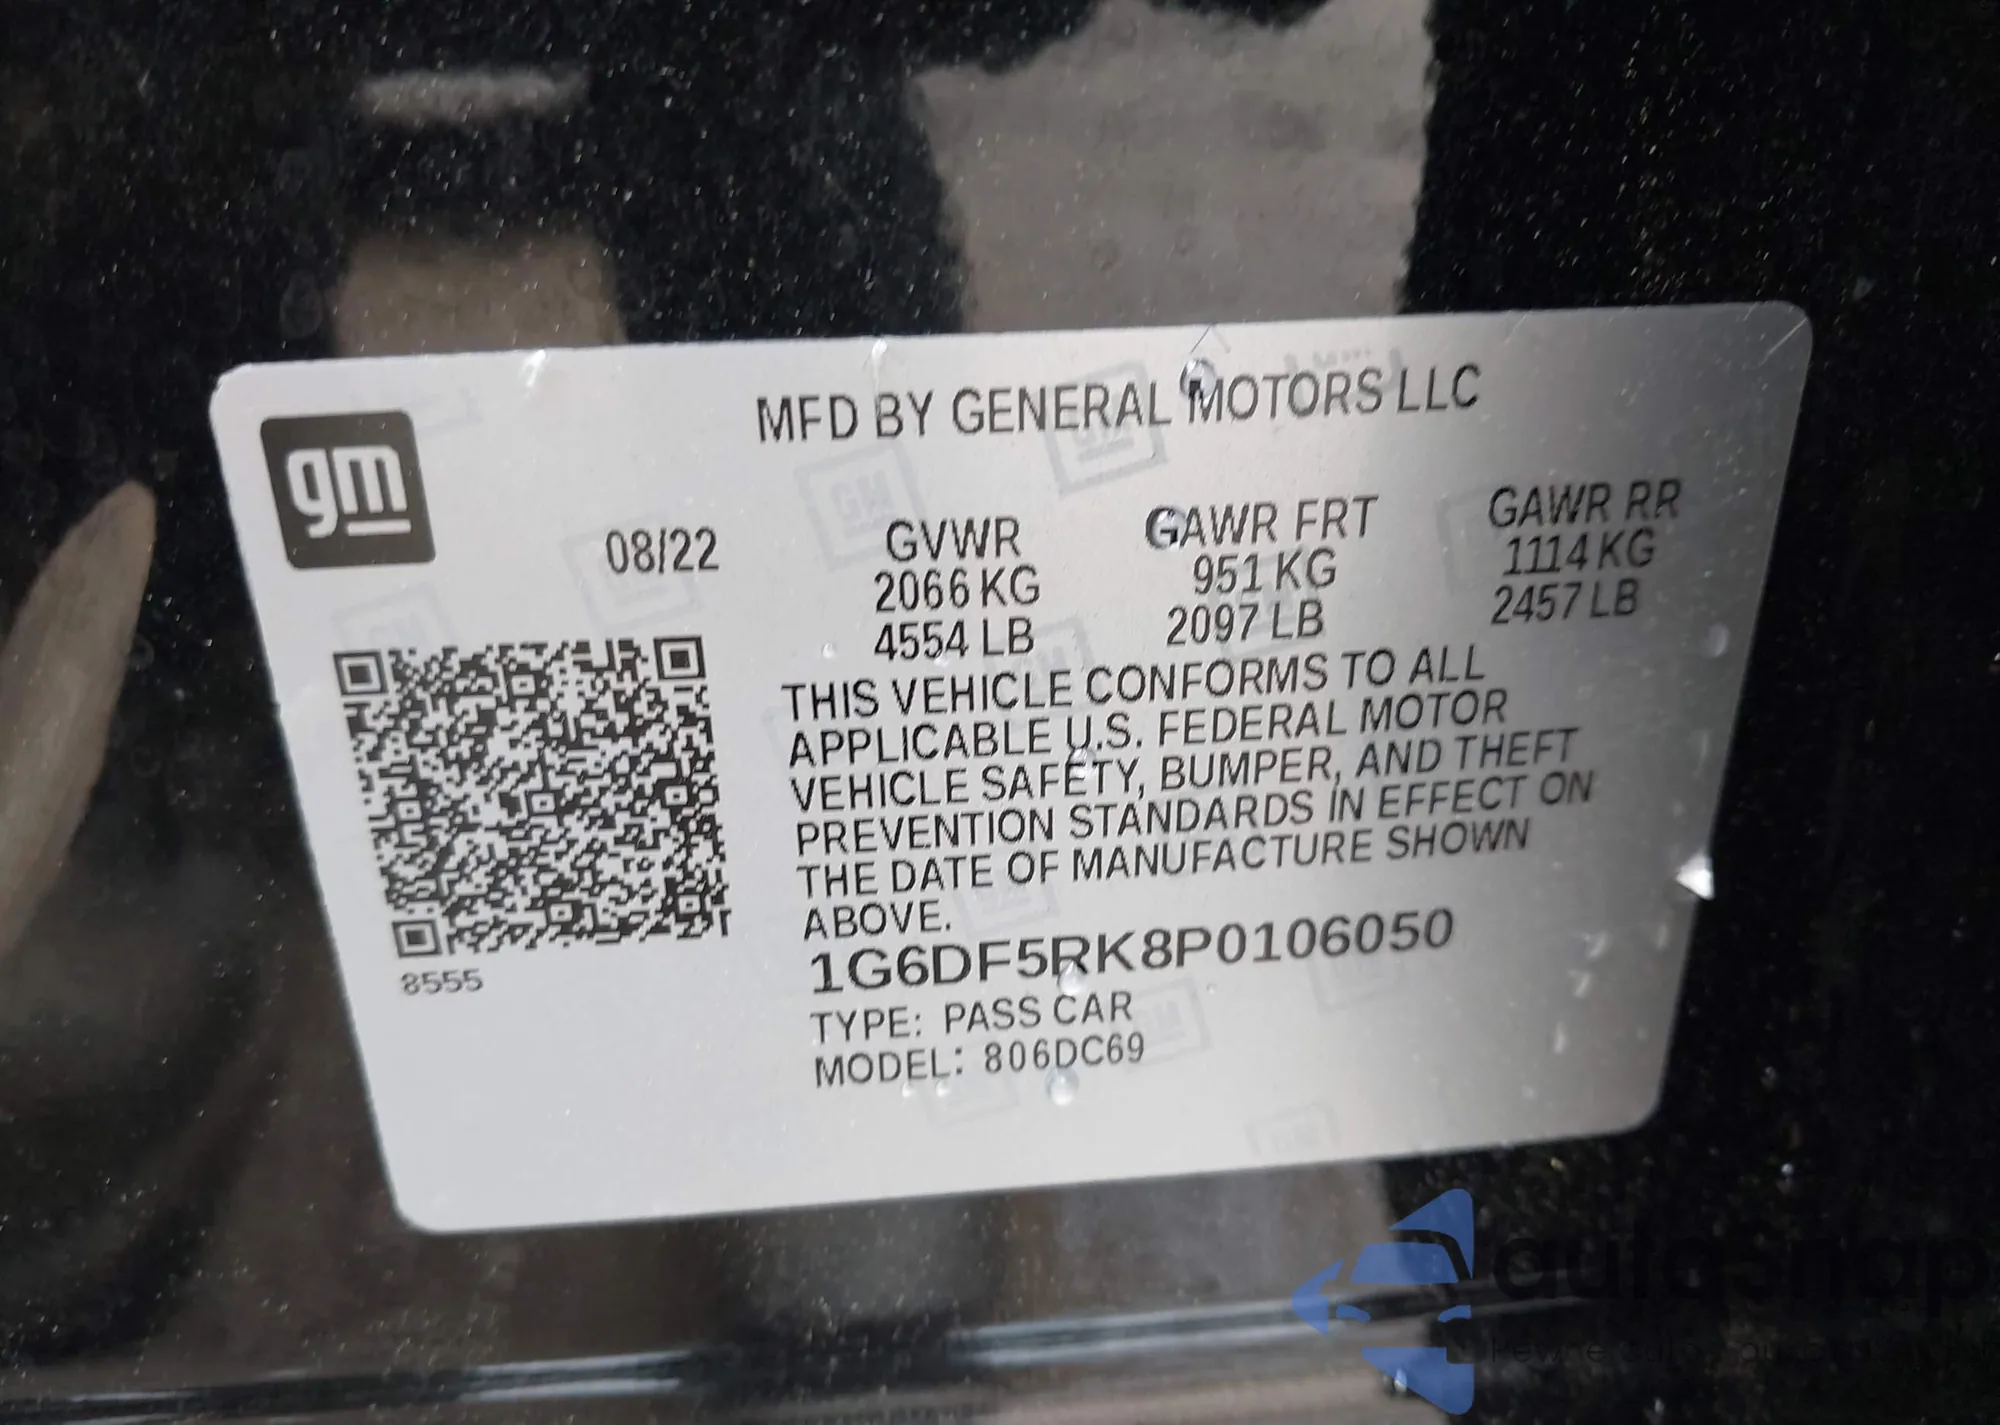 gm
MFD BY GENERAL MOTORS LLC
08/22
GVWR
2066 KG
4554 LB
GAWR FRT
951 KG
2097 LB
GAWR RR
1114 KG
2457 LB
THIS VEHICLE CONFORMS TO ALL
APPLICABLE U.S. FEDERAL MOTOR
VEHICLE SAFETY, BUMPER, AND THEFT
PREVENTION STANDARDS IN EFFECT ON
THE DATE OF MANUFACTURE SHOWN
ABOVE.
8555
1G6DF5RK8P0106050
TYPE: PASS CAR
MODEL: 806DC69